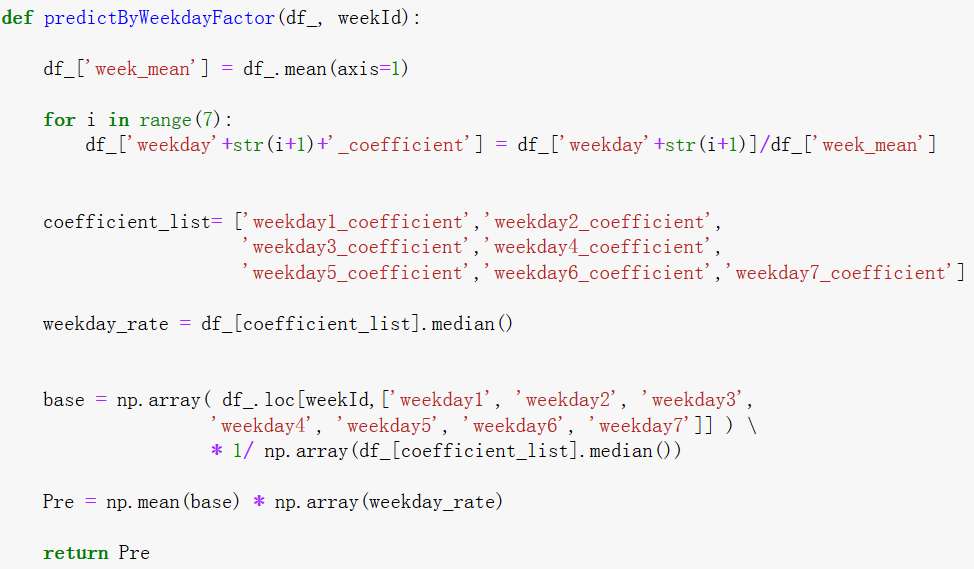 def predictByWeekdayFactor(df_, weekId):
    df_['week_mean'] = df_.mean(axis=1)
    for i in range(7):
        df_['weekday'+str(i+1)+'_coefficient'] = df_['weekday'+str(i+1)]/df_['week_mean']
    coefficient_list= ['weekday1_coefficient','weekday2_coefficient',
                       'weekday3_coefficient','weekday4_coefficient',
                       'weekday5_coefficient','weekday6_coefficient','weekday7_coefficient']
    weekday_rate = df_[coefficient_list].median()
    base = np.array( df_.loc[weekId,['weekday1', 'weekday2', 'weekday3',
                    'weekday4', 'weekday5', 'weekday6', 'weekday7']] ) \
                    * 1/ np.array(df_[coefficient_list].median())
    Pre = np.mean(base) * np.array(weekday_rate)
    return Pre